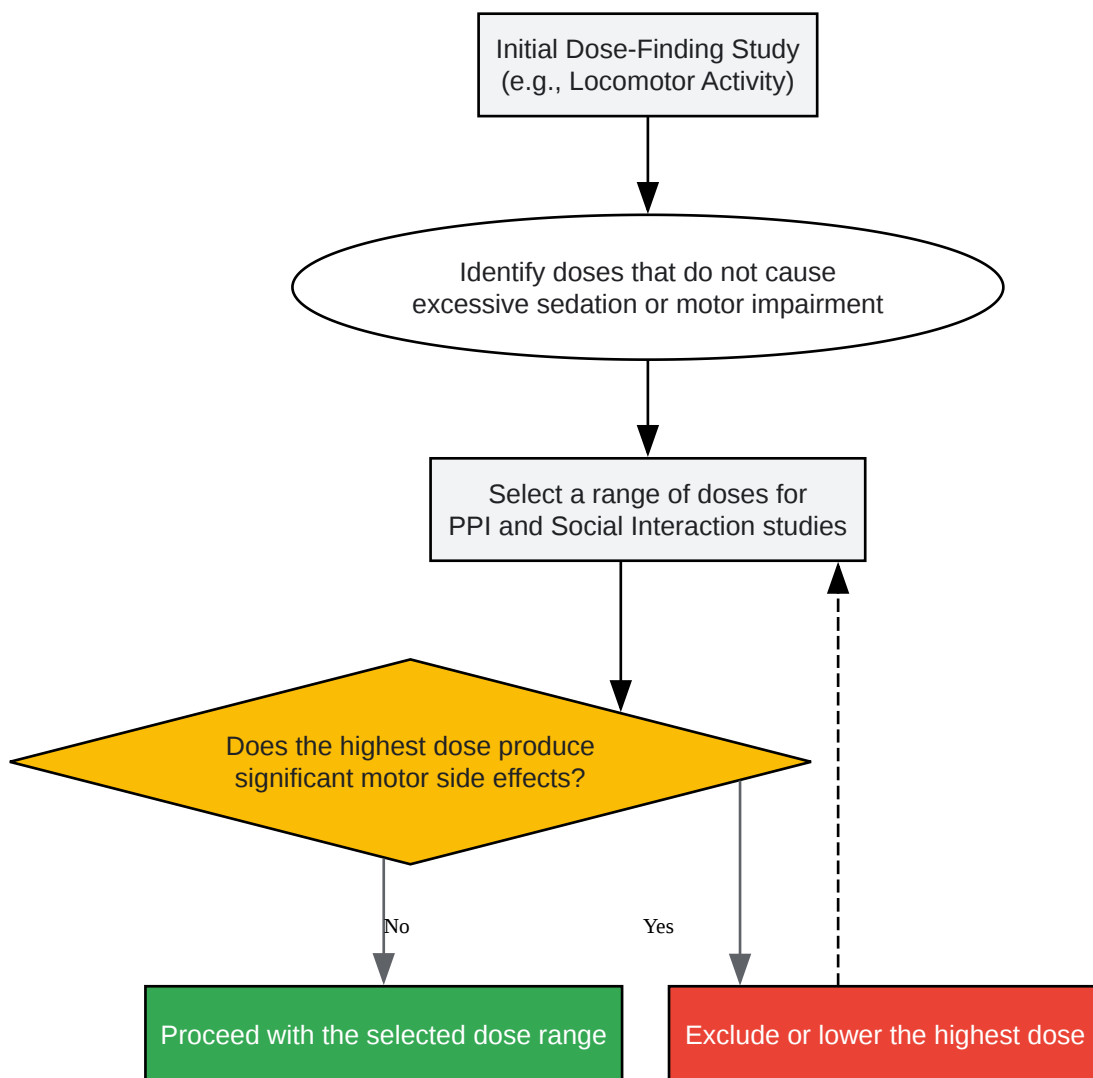 Initial Dose-Finding Study
(e.g., Locomotor Activity)
Identify doses that do not cause
excessive sedation or motor impairment
Select a range of doses for
PPI and Social Interaction studies
Does the highest dose produce
significant motor side effects?
No
Yes
Proceed with the selected dose range
Exclude or lower the highest dose